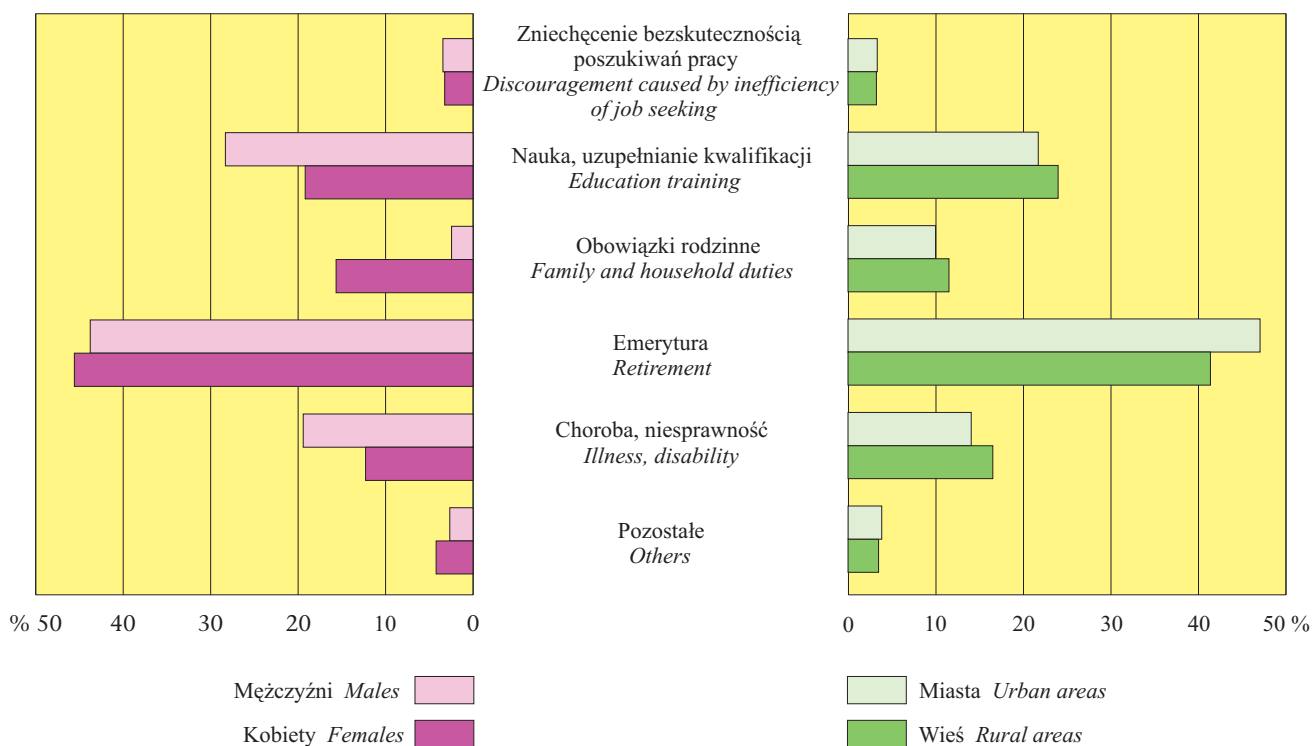 Zniechęcenie bezskutecznością
poszukiwań pracy
Discouragement caused by inefficiency
of job seeking
Nauka, uzupełnianie kwalifikacji
Education training
Obowiązki rodzinne
Family and household duties
Emerytura
Retirement
Choroba, niesprawność
Illness, disability
Pozostałe
Others
% 50 40 30 20 10 0
0 10 20 30 40 50 %
Mężczyźni Males
Kobiety Females
Miasta Urban areas
Wieś Rural areas